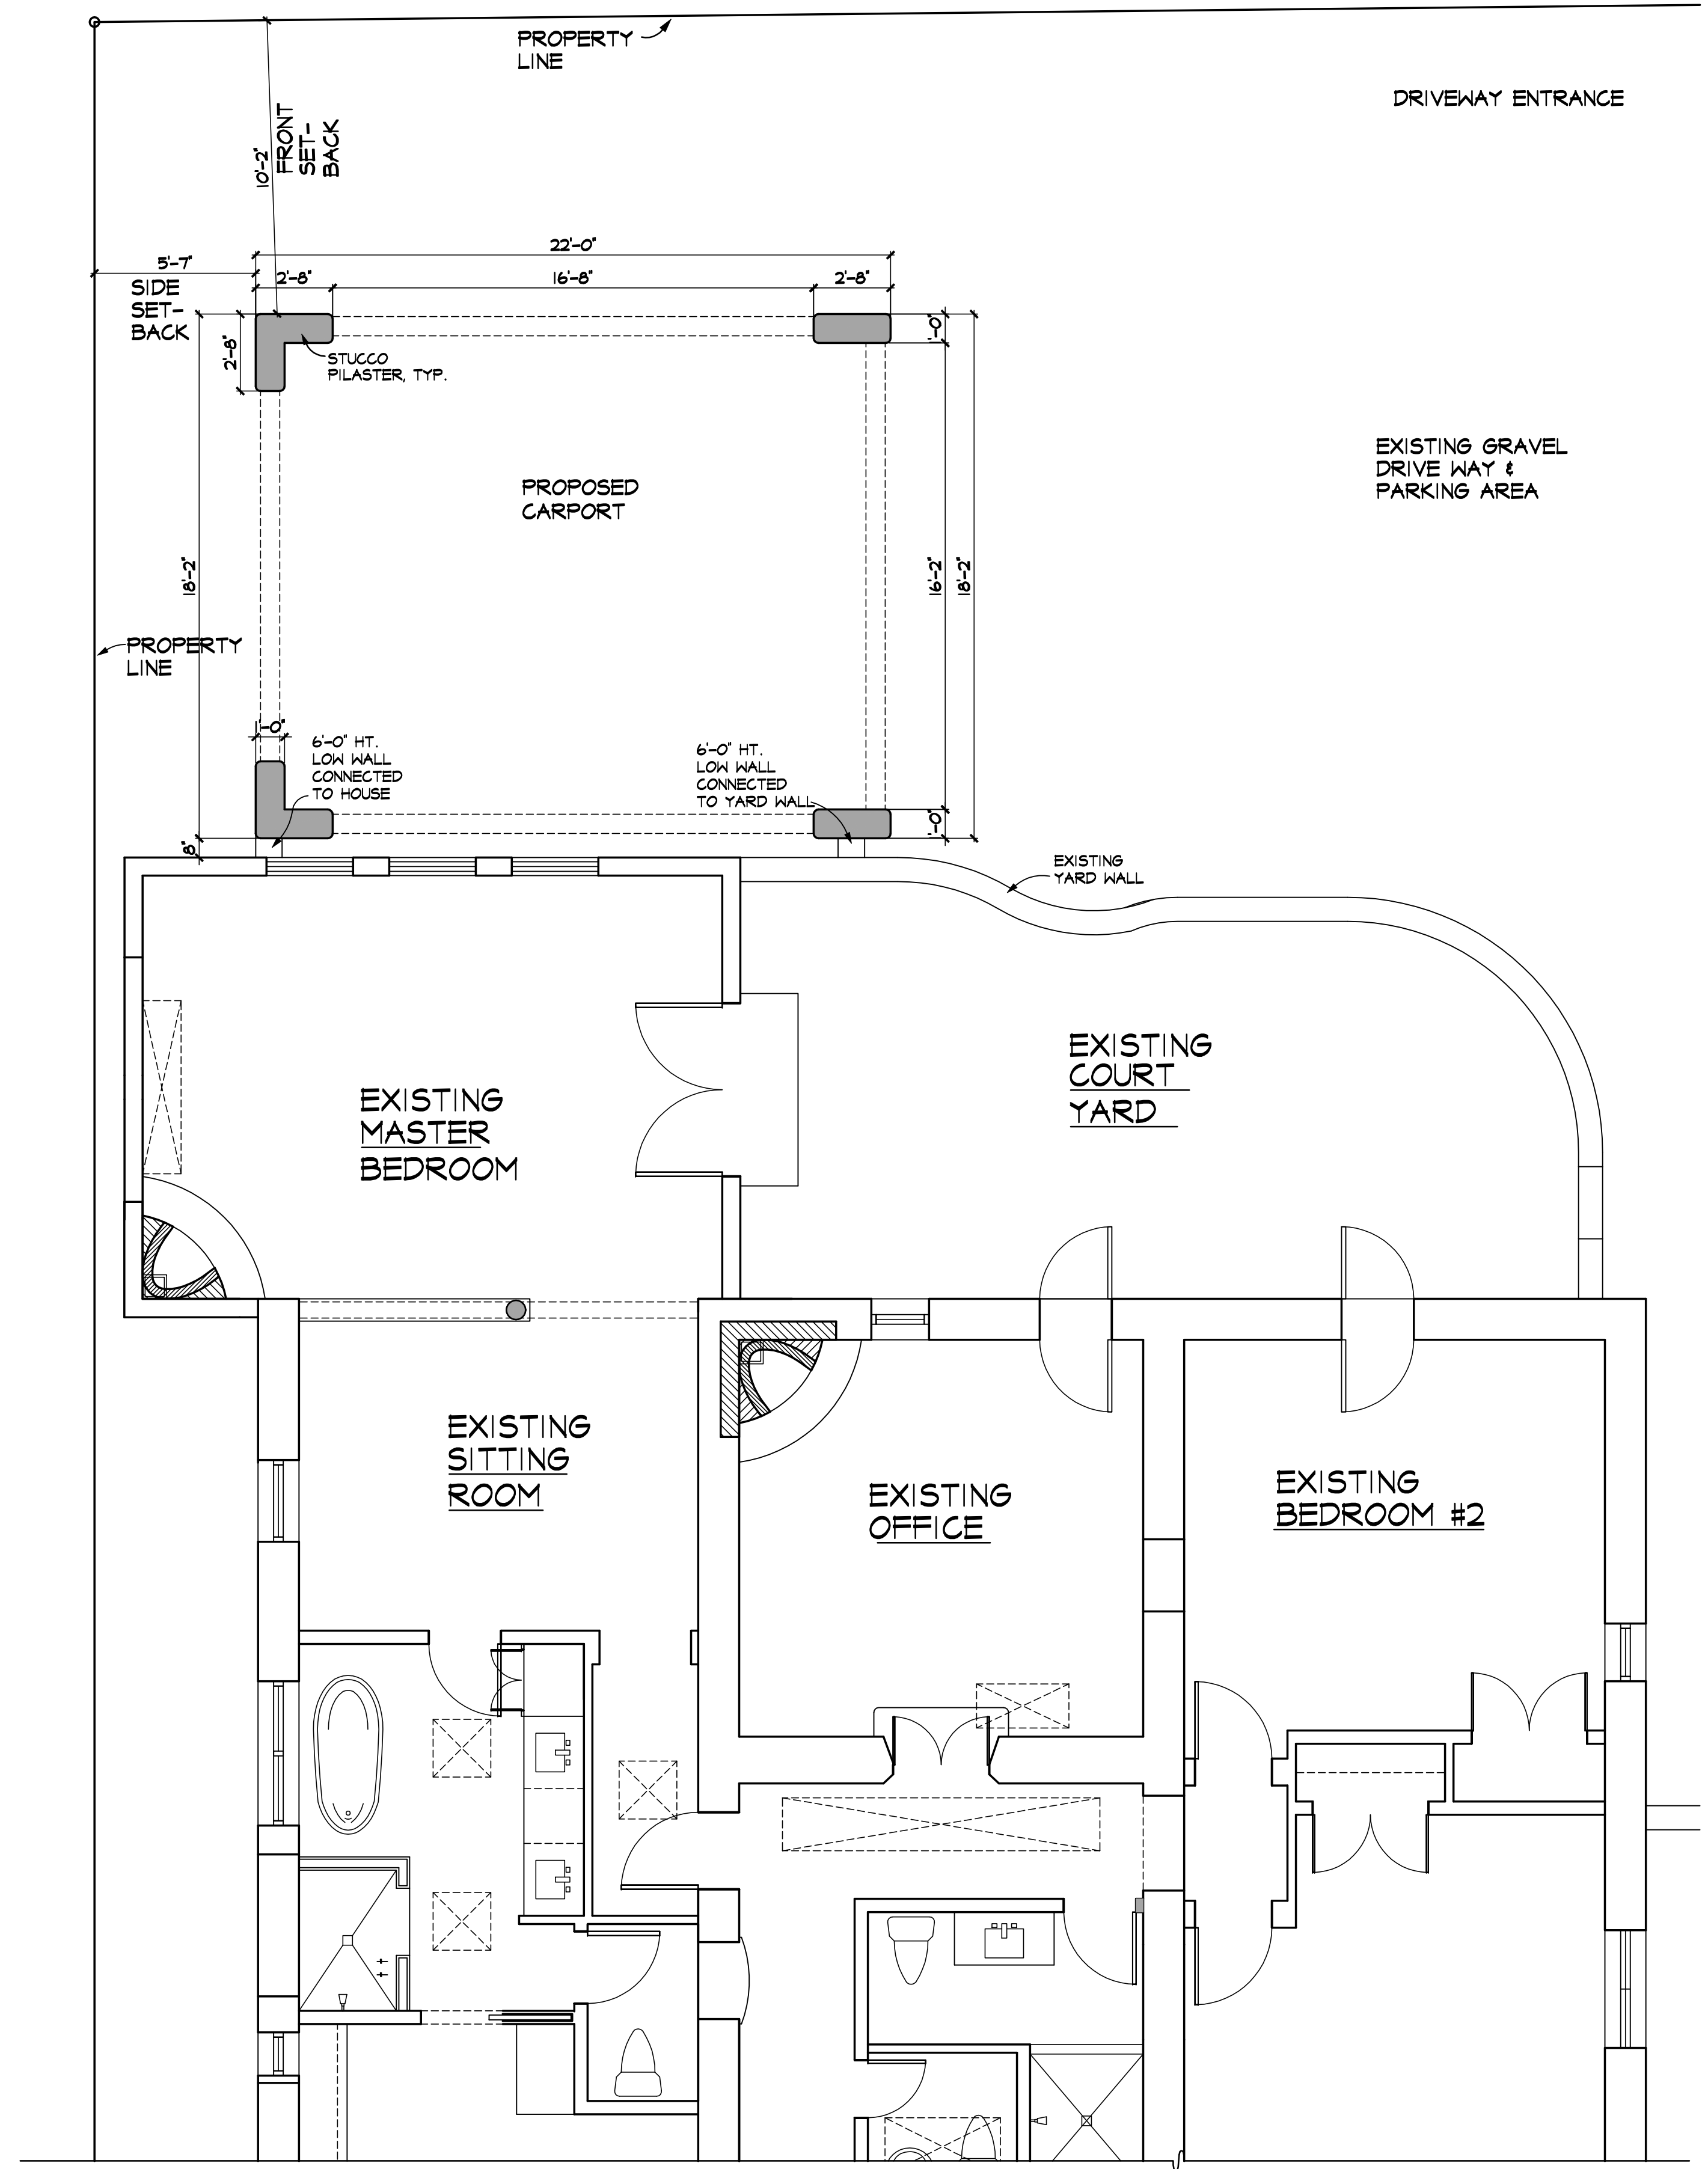 PROPERTY
LINE
DRIVEWAY ENTRANCE
10'-2"
FRONT
SET-
BACK
22'-0"
5'-7"
SIDE
SET-
BACK
2'-8"
16'-8"
2'-8"
2'-8"
1'-0"
STUCCO
PILASTER, TYP.
EXISTING GRAVEL
DRIVE WAY &
PARKING AREA
PROPOSED
CARPORT
18'-2"
16'-2"
18'-2"
PROPERTY
LINE
1'-0"
6'-0" HT.
LOW WALL
CONNECTED
TO HOUSE
6'-0" HT.
LOW WALL
CONNECTED
TO YARD WALL
1'-0"
8"
EXISTING
YARD WALL
EXISTING
COURT
YARD
EXISTING
MASTER
BEDROOM
EXISTING
SITTING
ROOM
EXISTING
OFFICE
EXISTING
BEDROOM #2